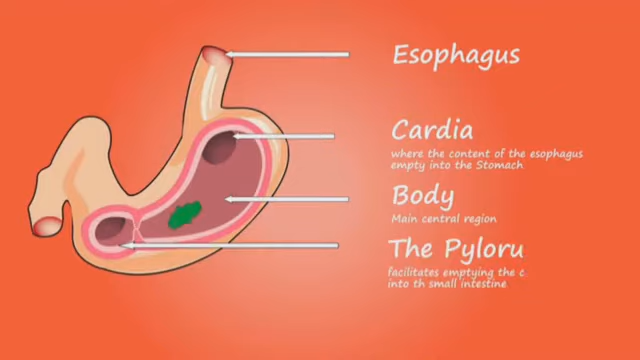 Esophagus
Cardia
where the content of the esophagus
empty into the Stomach
Body
Main central region
The Pyloru
facilitates emptying the c
into th small intestine